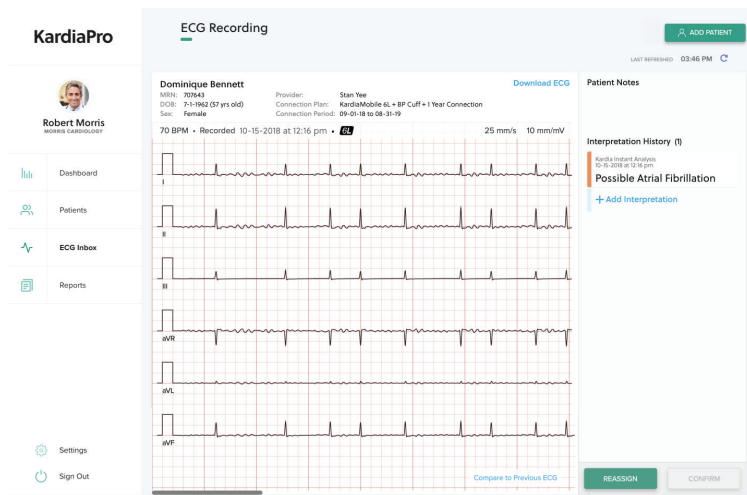 KardiaPro
Robert Morris
MORRIS CARDIOLOGY
Dashboard
Patients
ECG Inbox
Reports
Settings
Sign Out
ECG Recording
ADD PATIENT
LAST REFRESHED 03:46 PM
Dominique Bennett
Download ECG
MRN: 707643
DOB: 7-1-1962 (57 yrs old)
Sex: Female
Provider: Stan Yee
Connection Plan: KardiaMobile 6L + BP Cuff + 1 Year Connection
Connection Period: 09-01-18 to 08-31-19
70 BPM • Recorded 10-15-2018 at 12:16 pm • 6L
25 mm/s 10 mm/mV
I
II
III
aVR
aVL
aVF
Compare to Previous ECG
Patient Notes
Interpretation History (1)
Kardia Instant Analysis
10-15-2018 at 12:16 pm
Possible Atrial Fibrillation
+ Add Interpretation
REASSIGN
CONFIRM